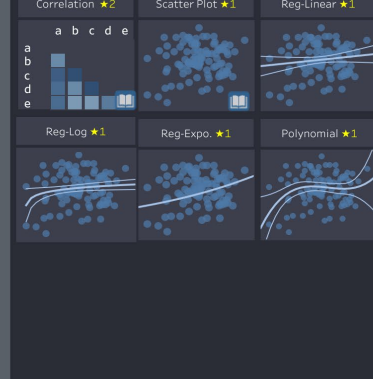 Correlation ★2
Scatter Plot ★1
Reg-Linear ★1
a b c d e
a
b
c
d
e
Reg-Log ★1
Reg-Expo. ★1
Polynomial ★1